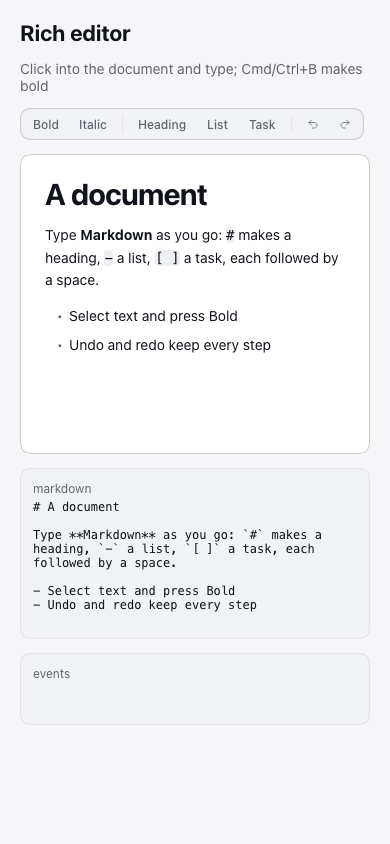 Rich editor
Click into the document and type; Cmd/Ctrl+B makes
bold
Bold Italic Heading List Task
A document
Type Markdown as you go: # makes a
heading, – a list, [ ] a task, each followed by
a space.
• Select text and press Bold
• Undo and redo keep every step
markdown
# A document
Type **Markdown** as you go: `#` makes a
heading, `–` a list, `[ ]` a task, each
followed by a space.
– Select text and press Bold
– Undo and redo keep every step
events